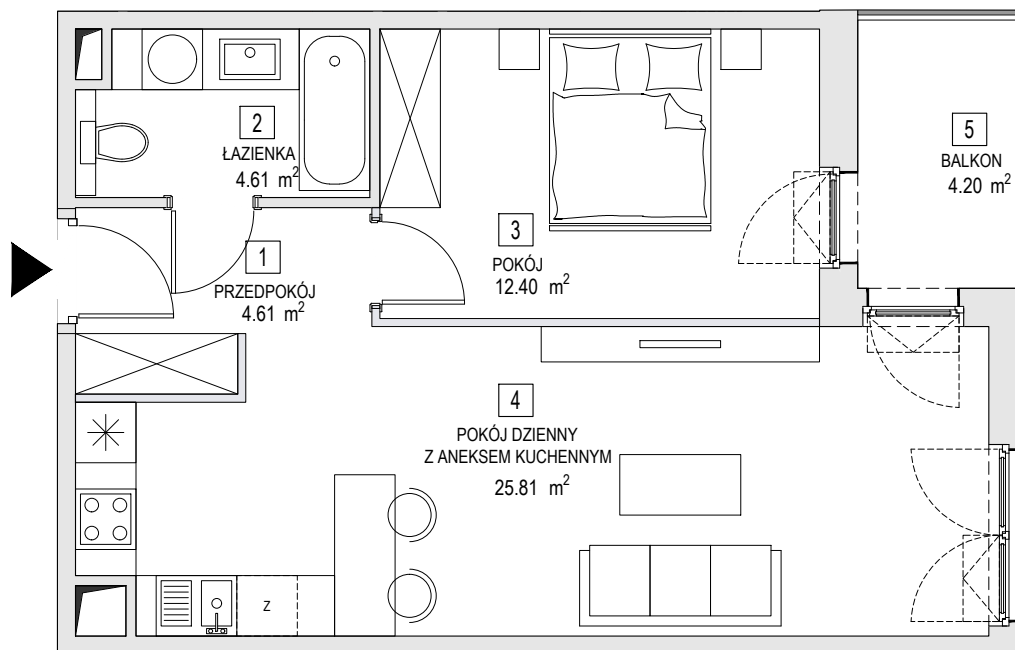 2
ŁAZIENKA
4.61 m²
5
BALKON
4.20 m²
3
POKÓJ
12.40 m²
1
PRZEDPOKÓJ
4.61 m²
4
POKÓJ DZIENNY
Z ANEKSEM KUCHENNYM
25.81 m²
Z